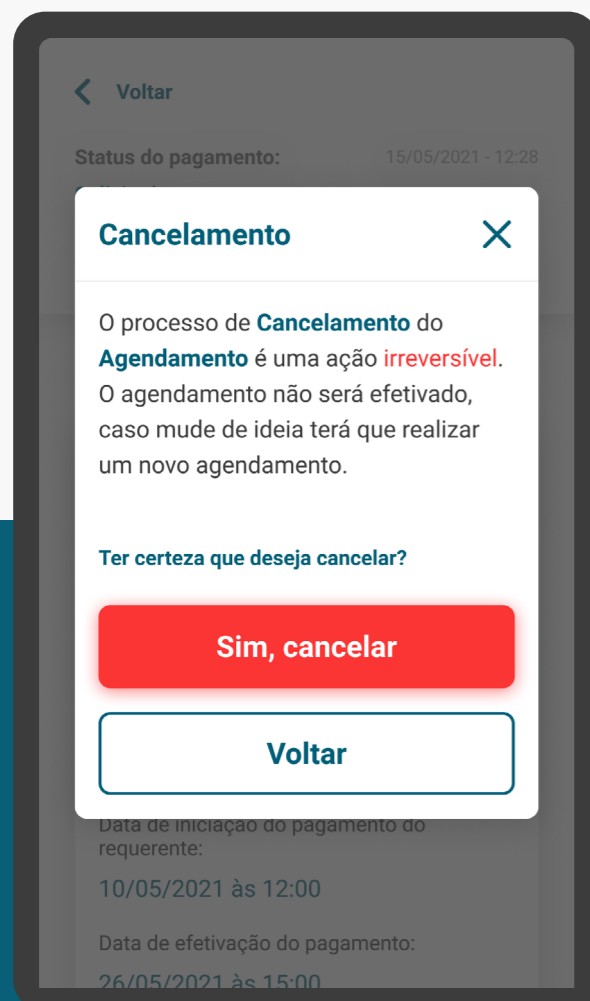 Voltar
Status do pagamento:
15/05/2021 - 12:28
Cancelamento
O processo de Cancelamento do
Agendamento é uma ação irreversível.
O agendamento não será efetivado,
caso mude de ideia terá que realizar
um novo agendamento.
Ter certeza que deseja cancelar?
Sim, cancelar
Voltar
Data de iniciação do pagamento do
requerente:
10/05/2021 às 12:00
Data de efetivação do pagamento:
26/05/2021 às 15:00